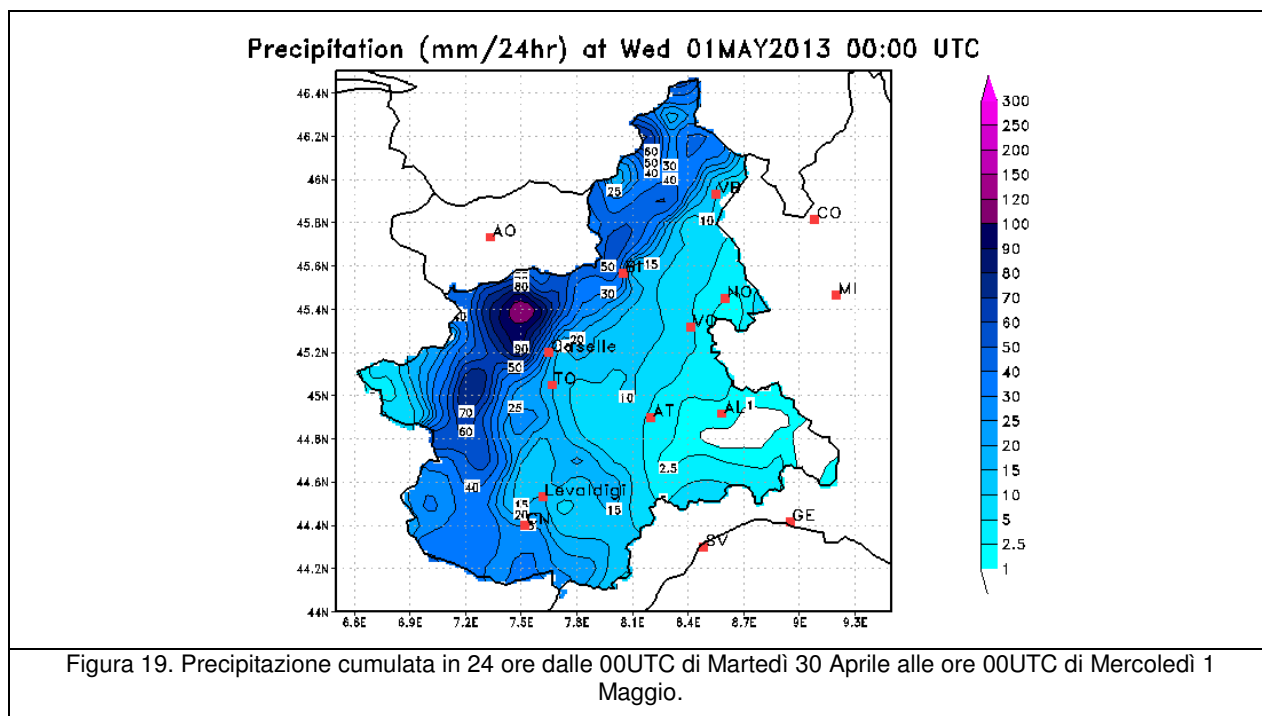 Precipitation (mm/24hr) at Wed 01MAY2013 00:00 UTC
46.4N
46.2N
46N
45.8N
45.6N
45.4N
45.2N
45N
44.8N
44.6N
44.4N
44.2N
44N
6.6E 6.9E 7.2E 7.5E 7.8E 8.1E 8.4E 8.7E 9E 9.3E
60
50 30
40 40
25
VB
10
CO
AO
50 BI 15
80
30
NO
MI
40
VC
90 Caselle 20
50
TO
10
25
70
AT
AL 1
60
2.5
40
Levaldigi
15 15
20 CN
GE
SV
300
250
200
150
120
100
90
80
70
60
50
40
30
25
20
15
10
5
2.5
1
Figura 19. Precipitazione cumulata in 24 ore dalle 00UTC di Martedì 30 Aprile alle ore 00UTC di Mercoledì 1
Maggio.